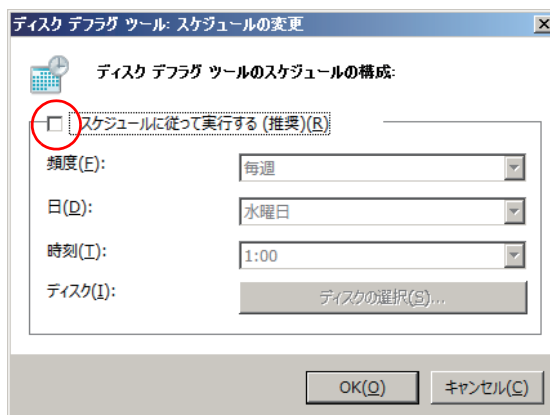 ディスク デフラグ ツール: スケジュールの変更
ディスク デフラグ ツールのスケジュールの構成:
スケジュールに従って実行する (推奨)(R)
頻度(F):
毎週
日(D):
水曜日
時刻(T):
1:00
ディスク(I):
ディスクの選択(S)...
OK(O)
キャンセル(C)